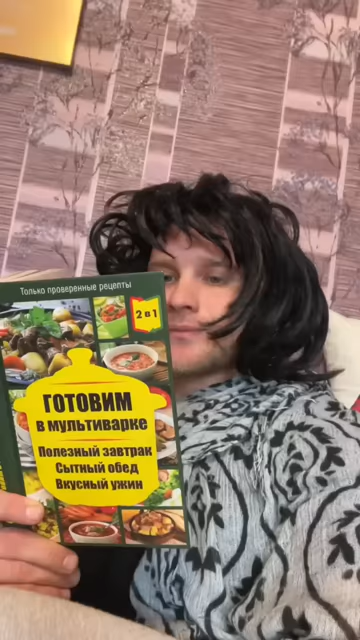 Только проверенные рецепты
2 в 1
ГОТОВИМ
в мультиварке
Полезный завтрак
Сытный обед
Вкусный ужин